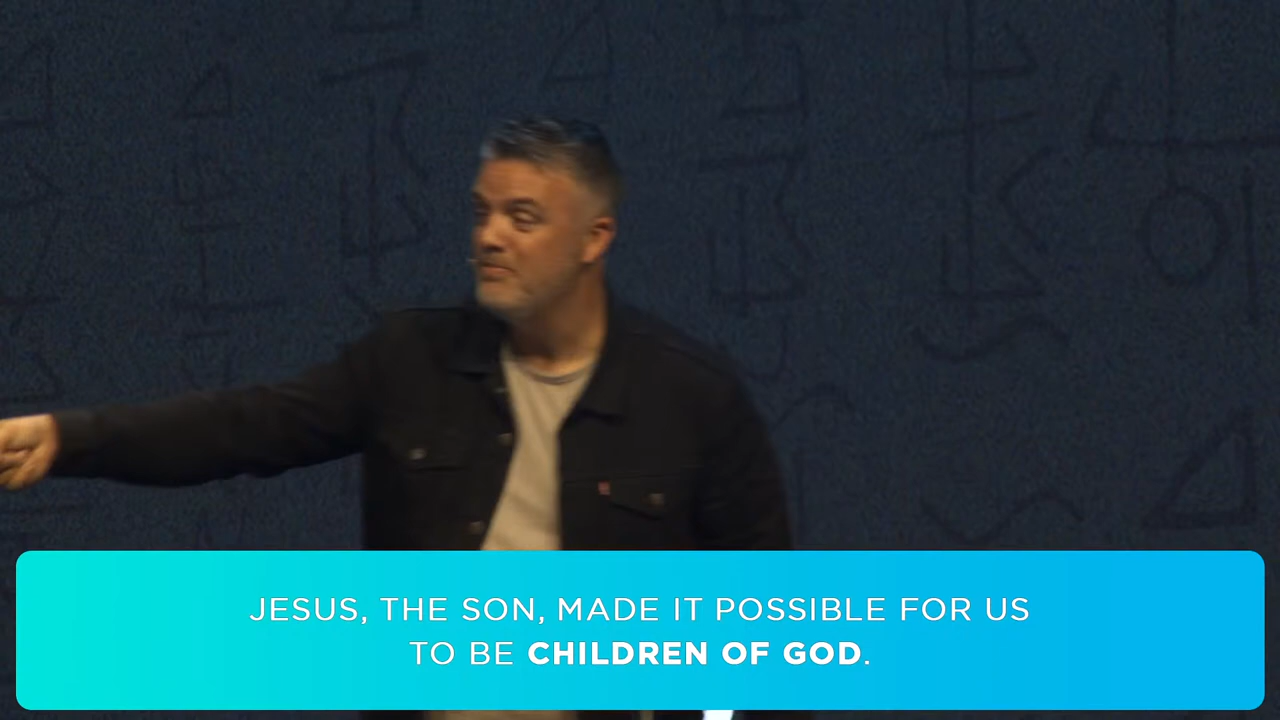 JESUS, THE SON, MADE IT POSSIBLE FOR US
TO BE CHILDREN OF GOD.